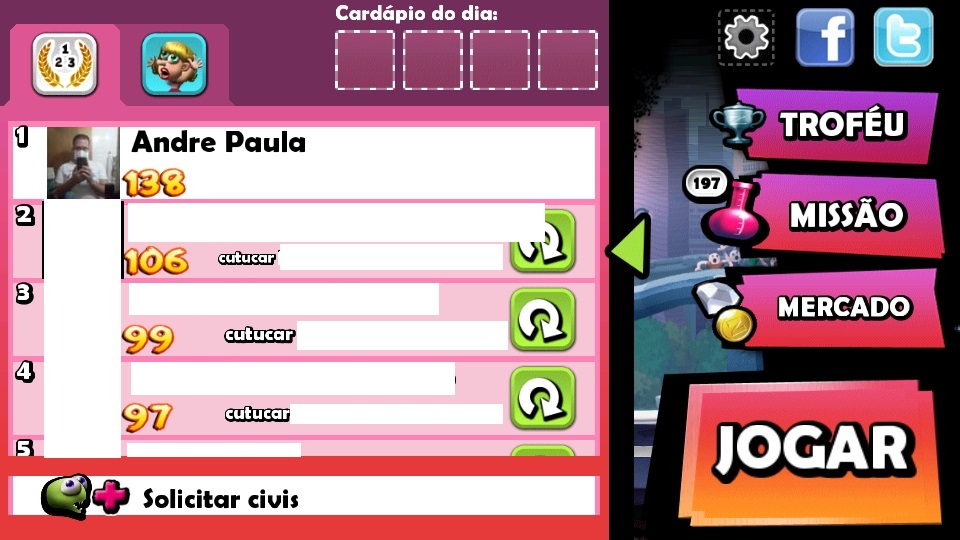 Cardápio do dia:
1 2 3
1 Andre Paula
138
2
106 cutucar
3
99 cutucar
4
97 cutucar
5
Solicitar civis
f t
TROFÉU
197
MISSÃO
MERCADO
JOGAR